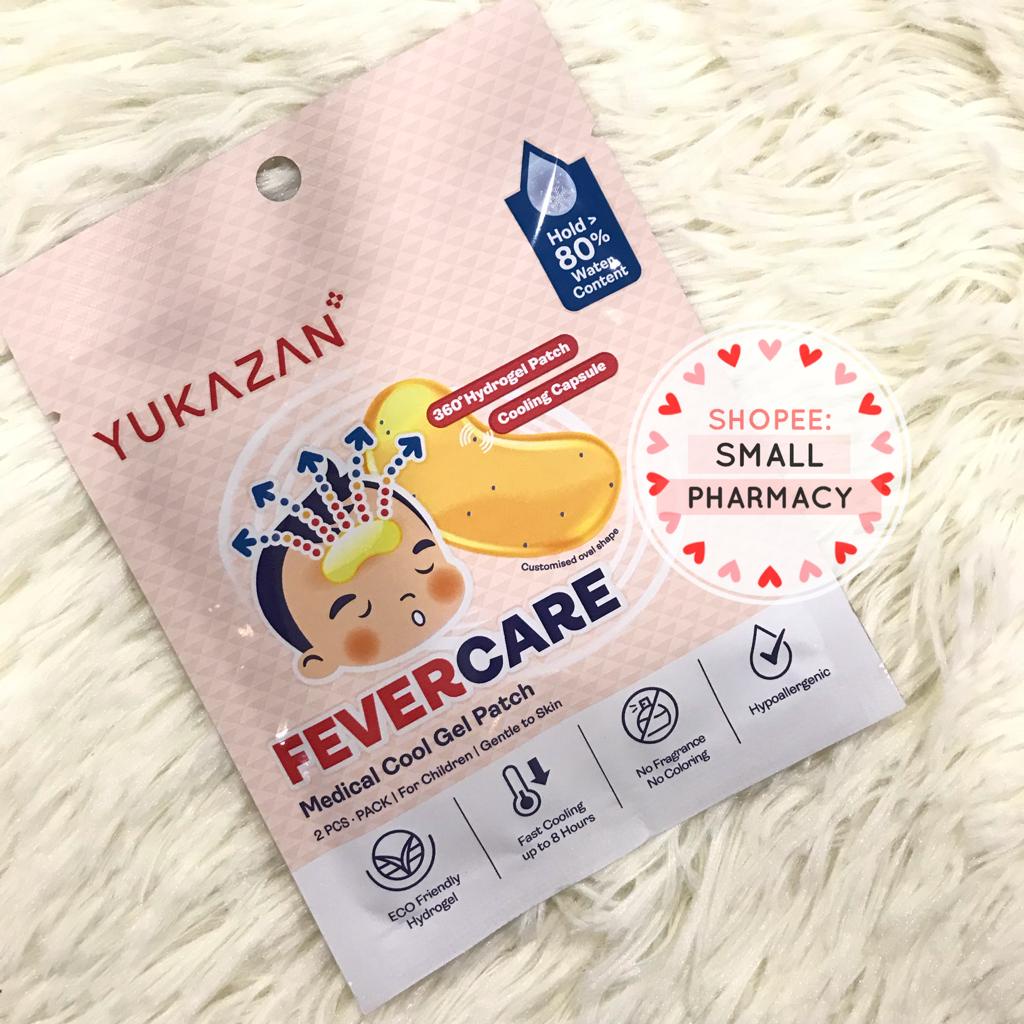 Hold >
80%
Water
Content
YUKAZAN
360° Hydrogel Patch
Cooling Capsule
SHOPEE:
SMALL
PHARMACY
Customised oval shape
FEVERCARE
Medical Cool Gel Patch
2 PCS · PACK | For Children | Gentle to Skin
ECO Friendly
Hydrogel
Fast Cooling
up to 8 Hours
No Fragrance
No Coloring
Hypoallergenic